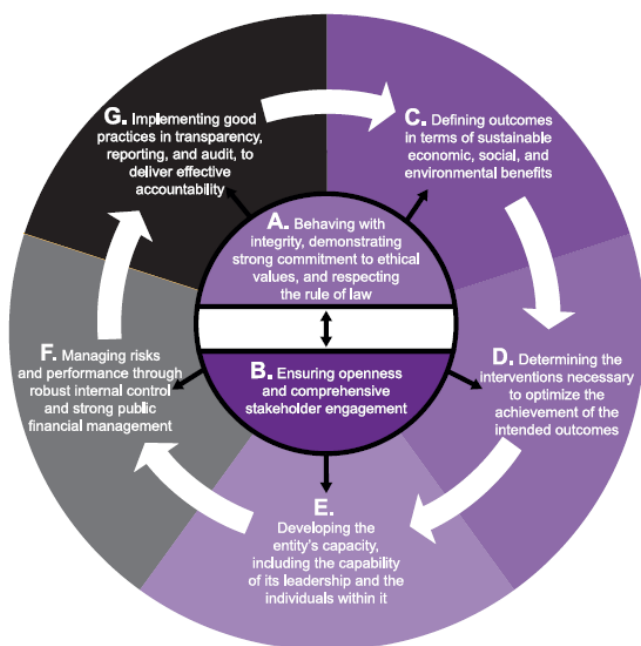 G. Implementing good
practices in transparency,
reporting, and audit, to
deliver effective
accountability
C. Defining outcomes
in terms of sustainable
economic, social, and
environmental benefits
A. Behaving with
integrity, demonstrating
strong commitment to ethical
values, and respecting
the rule of law
B. Ensuring openness
and comprehensive
stakeholder engagement
D. Determining the
interventions necessary
to optimize the
achievement of the
intended outcomes
E.
Developing the
entity's capacity,
including the capability
of its leadership and the
individuals within it
F. Managing risks
and performance through
robust internal control
and strong public
financial management